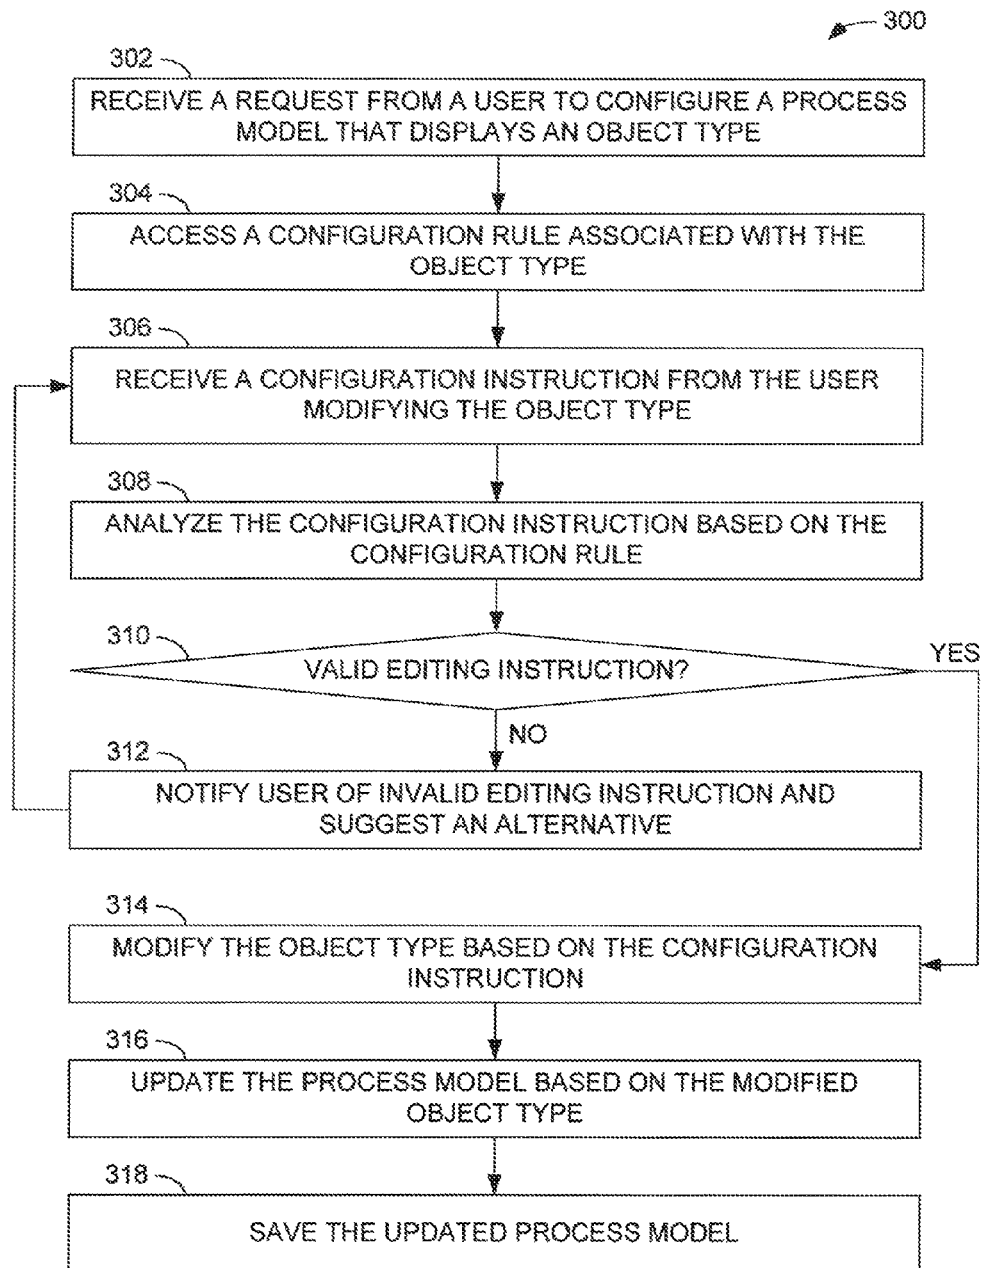 300
302
RECEIVE A REQUEST FROM A USER TO CONFIGURE A PROCESS
MODEL THAT DISPLAYS AN OBJECT TYPE
304
ACCESS A CONFIGURATION RULE ASSOCIATED WITH THE
OBJECT TYPE
306
RECEIVE A CONFIGURATION INSTRUCTION FROM THE USER
MODIFYING THE OBJECT TYPE
308
ANALYZE THE CONFIGURATION INSTRUCTION BASED ON THE
CONFIGURATION RULE
310
VALID EDITING INSTRUCTION?
YES
NO
312
NOTIFY USER OF INVALID EDITING INSTRUCTION AND
SUGGEST AN ALTERNATIVE
314
MODIFY THE OBJECT TYPE BASED ON THE CONFIGURATION
INSTRUCTION
316
UPDATE THE PROCESS MODEL BASED ON THE MODIFIED
OBJECT TYPE
318
SAVE THE UPDATED PROCESS MODEL